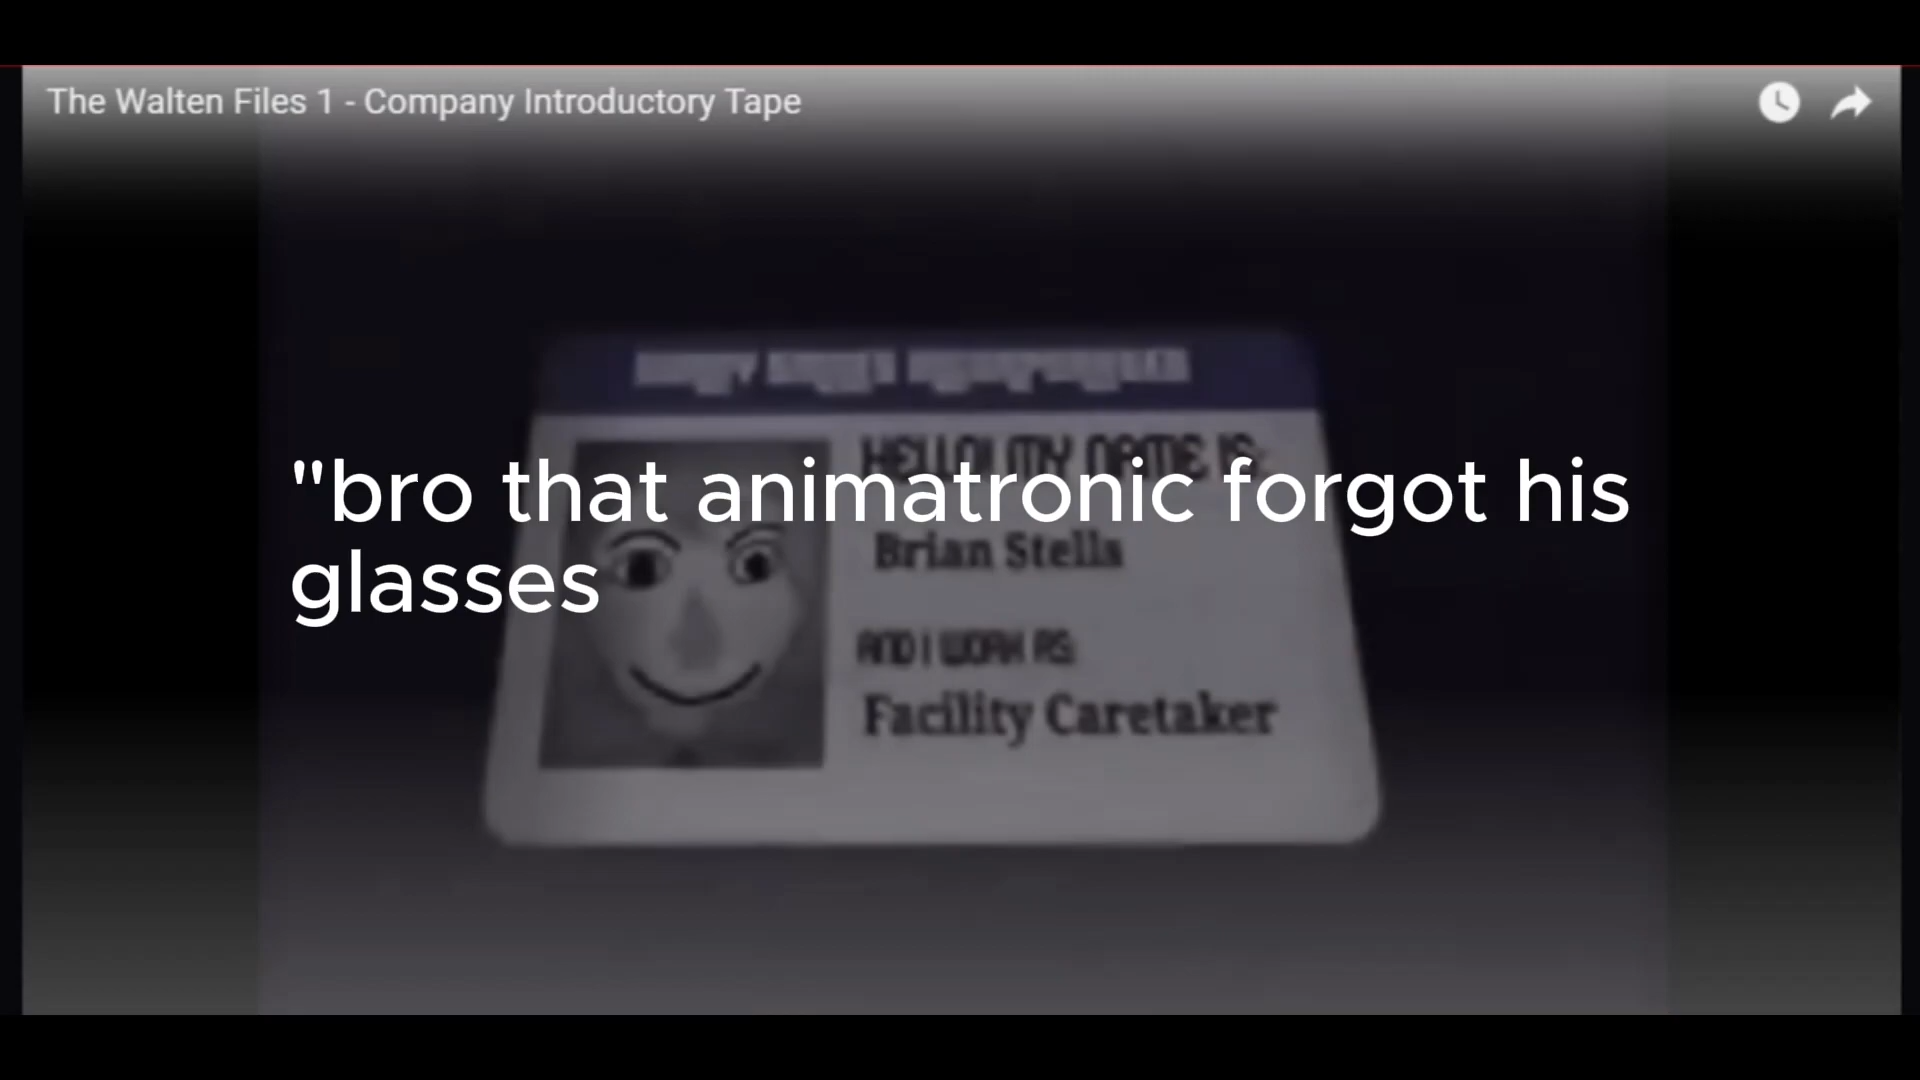 The Walten Files 1 - Company Introductory Tape
HELLO! MY NAME IS:
"bro that animatronic forgot his
Brian Stells
glasses
AND I WORK AS:
Facility Caretaker